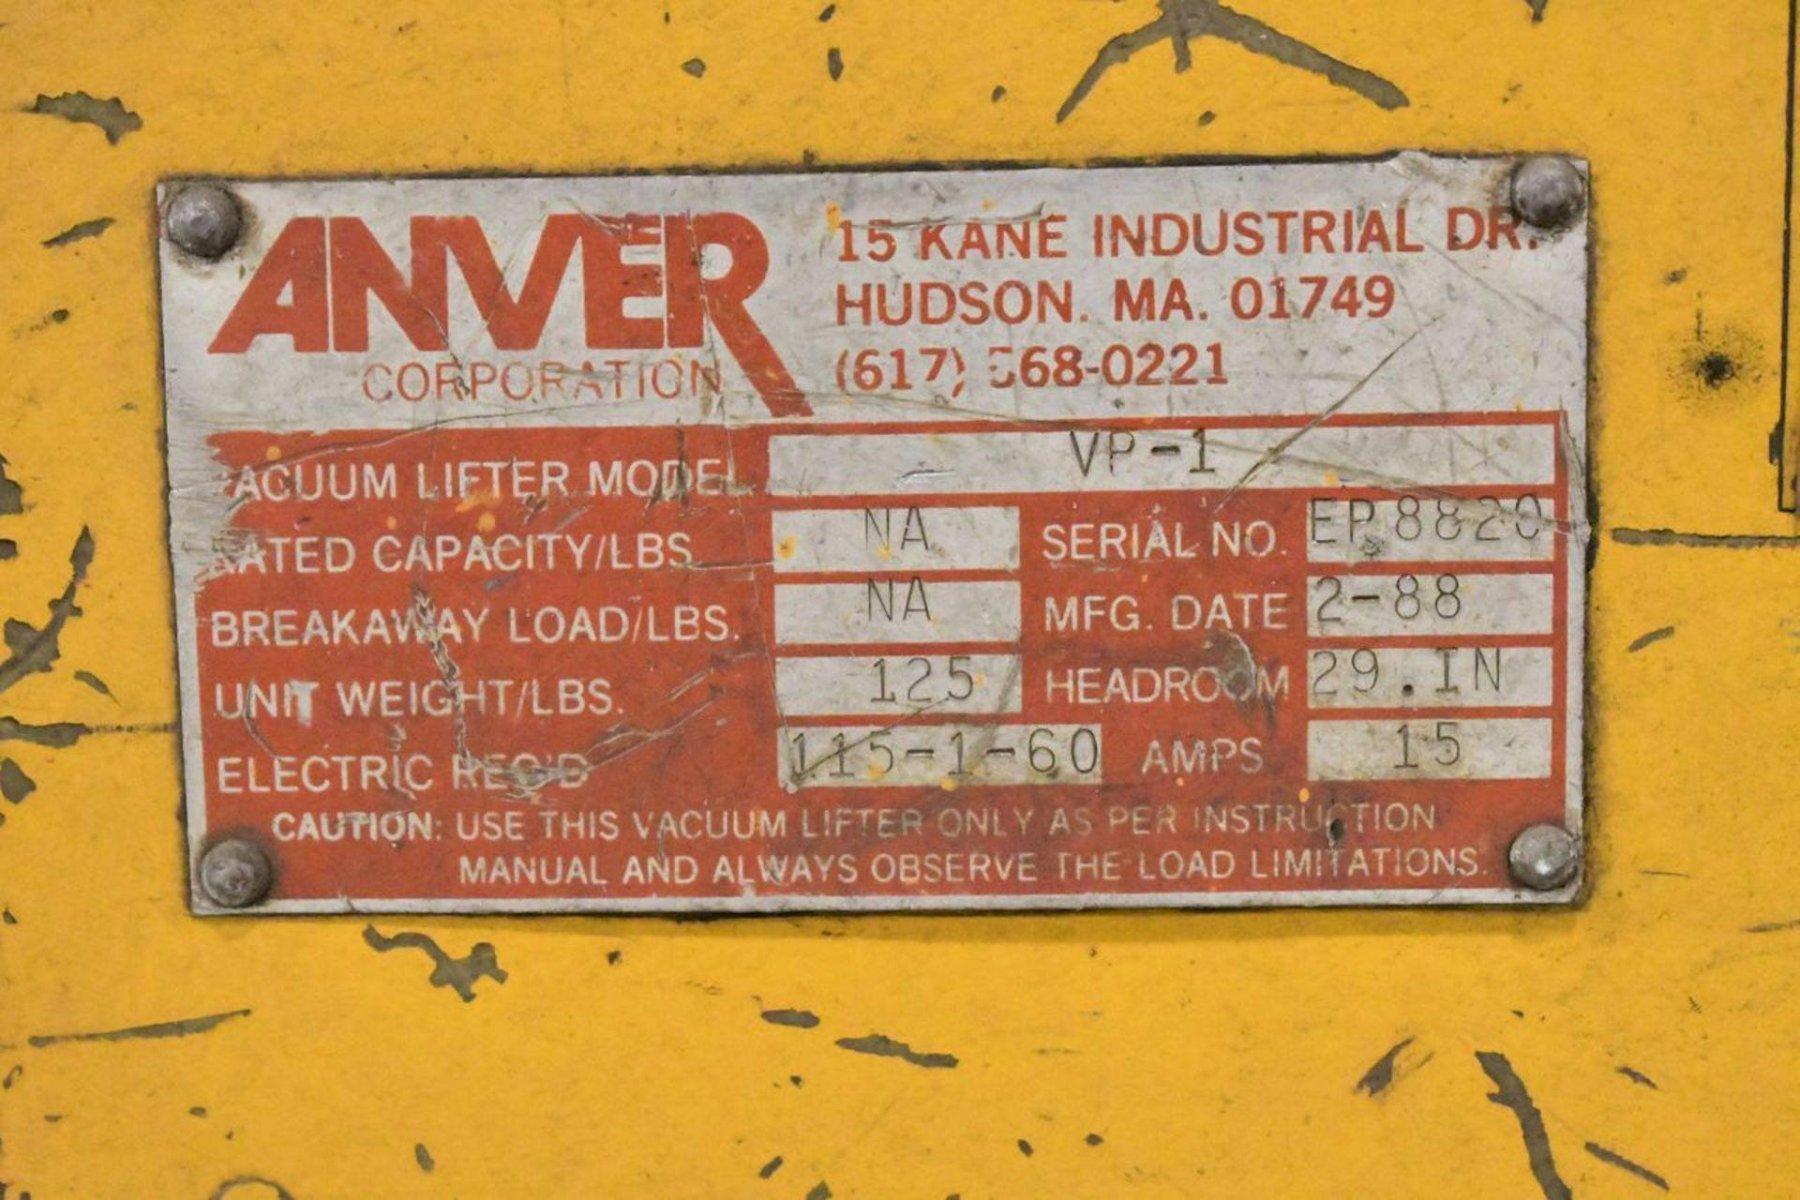 ANVER
CORPORATION
15 KANE INDUSTRIAL DR.
HUDSON. MA. 01749
(617) 568-0221
VACUUM LIFTER MODEL VP-1
RATED CAPACITY/LBS NA SERIAL NO. EP8820
BREAKAWAY LOAD/LBS. NA MFG. DATE 2-88
UNIT WEIGHT/LBS. 125 HEADROOM 29.IN
ELECTRIC REQ'D 115-1-60 AMPS 15
CAUTION: USE THIS VACUUM LIFTER ONLY AS PER INSTRUCTION
MANUAL AND ALWAYS OBSERVE THE LOAD LIMITATIONS.